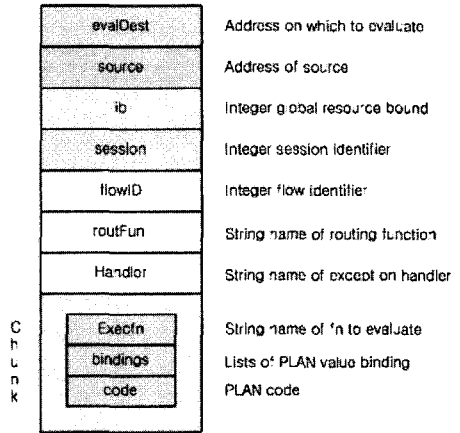 evalDest Address on which to evaluate
source Address of source
rb Integer global resource bound
session Integer session identifier
flowID Integer flow identifier
routFun String name of routing function
Handler String name of exception handler
Chunk
Execfn String name of fn to evaluate
bindings Lists of PLAN value binding
code PLAN code